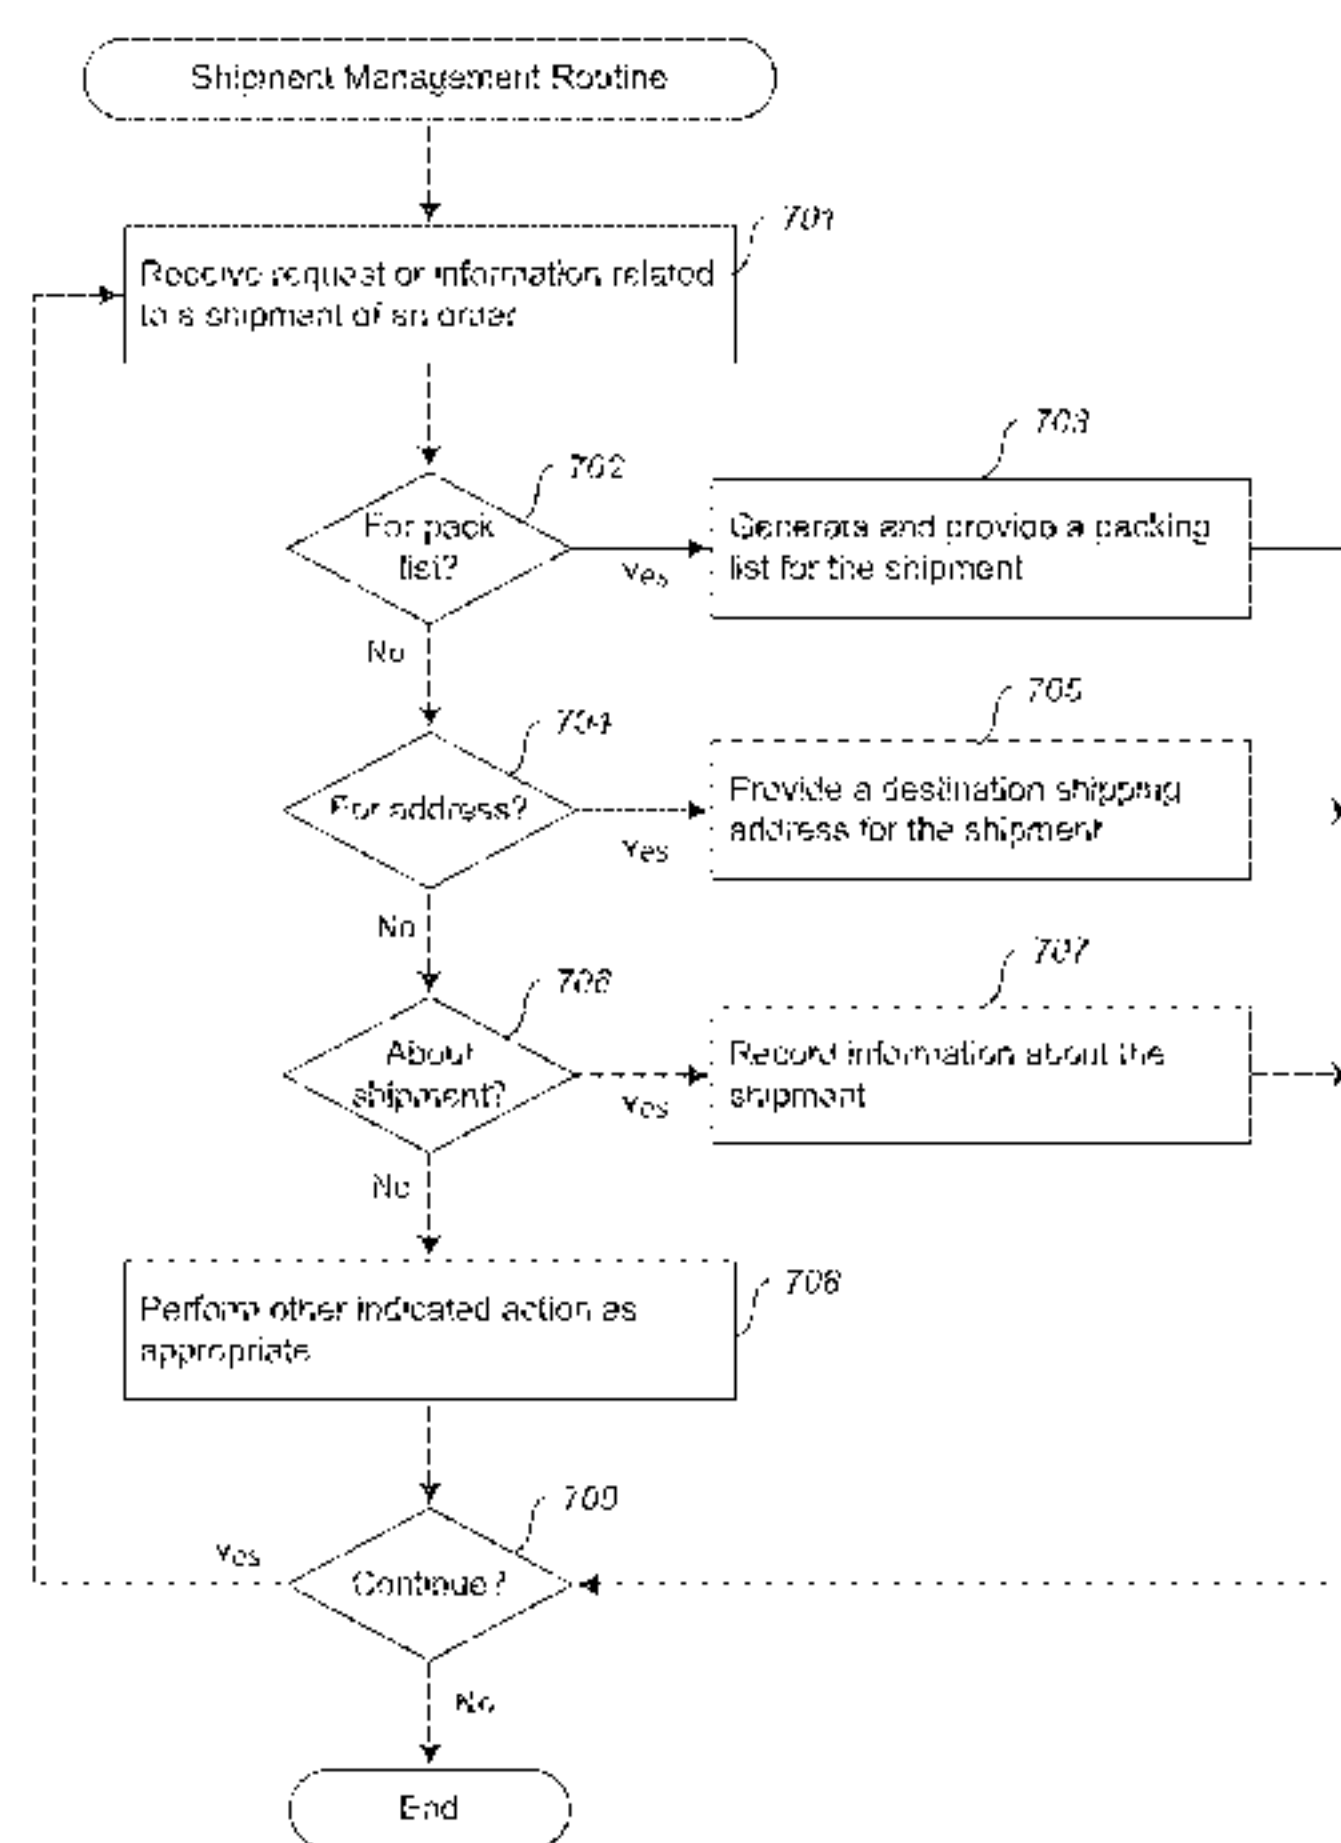 Shipment Management Routine
701
Receive request or information related
to a shipment of an order
703
702
For pack
list?
Yes
Generate and provide a packing
list for the shipment
No
705
704
For address?
Yes
Provide a destination shipping
address for the shipment
No
707
706
About
shipment?
Yes
Record information about the
shipment
No
708
Perform other indicated action as
appropriate
709
Yes
Continue?
No
End